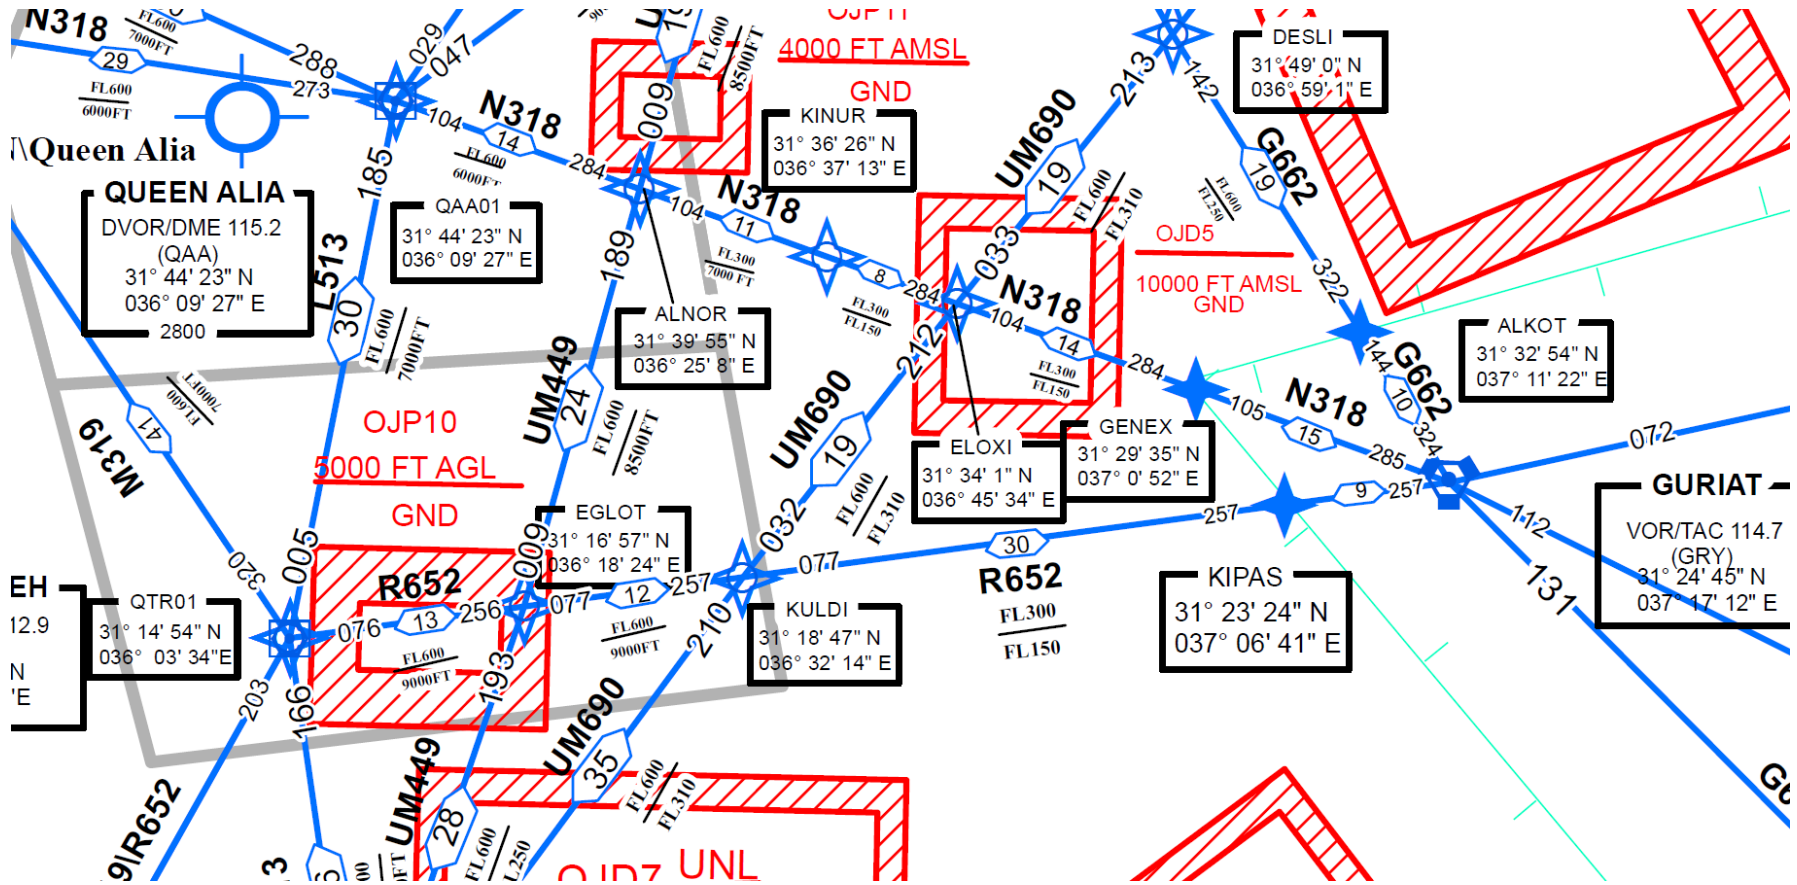 N318
29
FL600
6000FT
FL600
7000FT
288
273
029
047
\Queen Alia
QUEEN ALIA
DVOR/DME 115.2
(QAA)
31° 44' 23" N
036° 09' 27" E
2800
104
N318
14
284
FL600
6000FT
185
QAA01
31° 44' 23" N
036° 09' 27" E
L513
30
FL600
7000FT
FL600
8500FT
009
OJP11
4000 FT AMSL
GND
KINUR
31° 36' 26" N
036° 37' 13" E
104
N318
11
FL300
7000 FT
189
ALNOR
31° 39' 55" N
036° 25' 8" E
8
284
FL300
FL150
213
UM690
19
FL600
FL310
033
142
G662
19
FL600
FL250
322
DESLI
31° 49' 0" N
036° 59' 1" E
OJD5
10000 FT AMSL
GND
N318
104
14
284
FL300
FL150
212
ELOXI
31° 34' 1" N
036° 45' 34" E
GENEX
31° 29' 35" N
037° 0' 52" E
ALKOT
31° 32' 54" N
037° 11' 22" E
144
G662
10
324
105
N318
15
285
072
GURIAT
VOR/TAC 114.7
(GRY)
31° 24' 45" N
037° 17' 12" E
112
131
M319
41
FL600
7000FT
320
OJP10
5000 FT AGL
GND
UM449
24
FL600
8500FT
009
UM690
19
FL600
FL310
032
EGLOT
31° 16' 57" N
036° 18' 24" E
005
R652
076
13
256
FL600
9000FT
077
12
257
FL600
9000FT
077
30
257
9
257
R652
FL300
FL150
KIPAS
31° 23' 24" N
037° 06' 41" E
KULDI
31° 18' 47" N
036° 32' 14" E
QTR01
31° 14' 54" N
036° 03' 34"E
EH
12.9
N
'E
203
166
193
210
UM690
35
FL600
FL310
UM449
28
FL600
L250
9\R652
OJD7
UNL